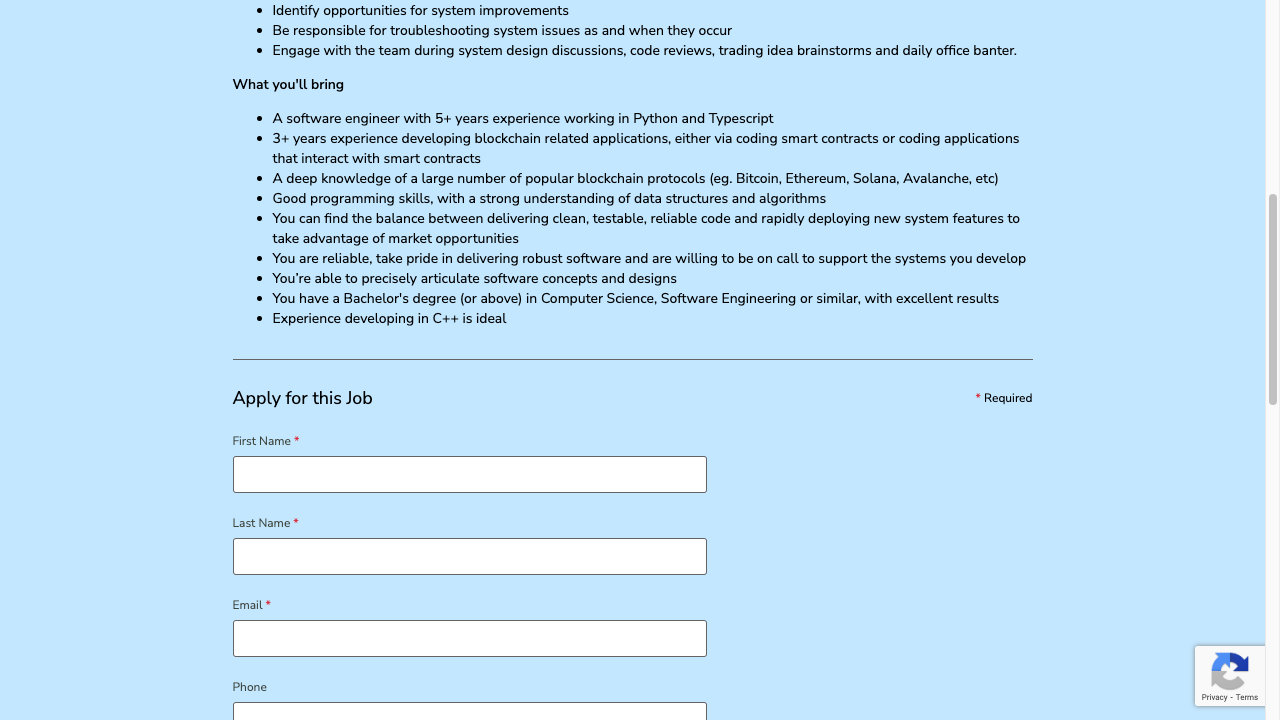 Identify opportunities for system improvements
Be responsible for troubleshooting system issues as and when they occur
Engage with the team during system design discussions, code reviews, trading idea brainstorms and daily office banter.
What you'll bring
A software engineer with 5+ years experience working in Python and Typescript
3+ years experience developing blockchain related applications, either via coding smart contracts or coding applications
that interact with smart contracts
A deep knowledge of a large number of popular blockchain protocols (eg. Bitcoin, Ethereum, Solana, Avalanche, etc)
Good programming skills, with a strong understanding of data structures and algorithms
You can find the balance between delivering clean, testable, reliable code and rapidly deploying new system features to
take advantage of market opportunities
You are reliable, take pride in delivering robust software and are willing to be on call to support the systems you develop
You’re able to precisely articulate software concepts and designs
You have a Bachelor's degree (or above) in Computer Science, Software Engineering or similar, with excellent results
Experience developing in C++ is ideal
Apply for this Job
* Required
First Name *
Last Name *
Email *
Phone
Privacy - Terms